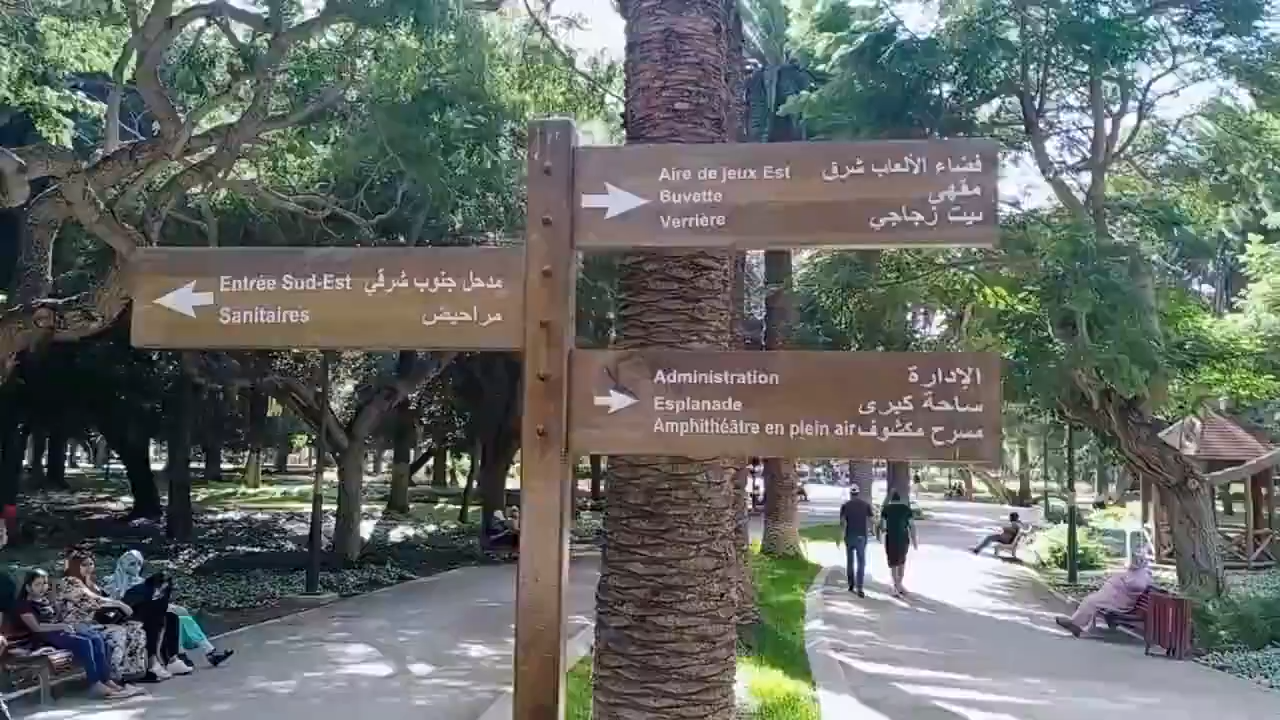 Aire de jeux Est فضاء الألعاب شرق
Buvette مقهى
Verrière بيت زجاجي
Entrée Sud-Est مدخل جنوب شرقي
Sanitaires مراحيض
Administration الإدارة
Esplanade ساحة كبرى
Amphithéâtre en plein air مسرح مكشوف